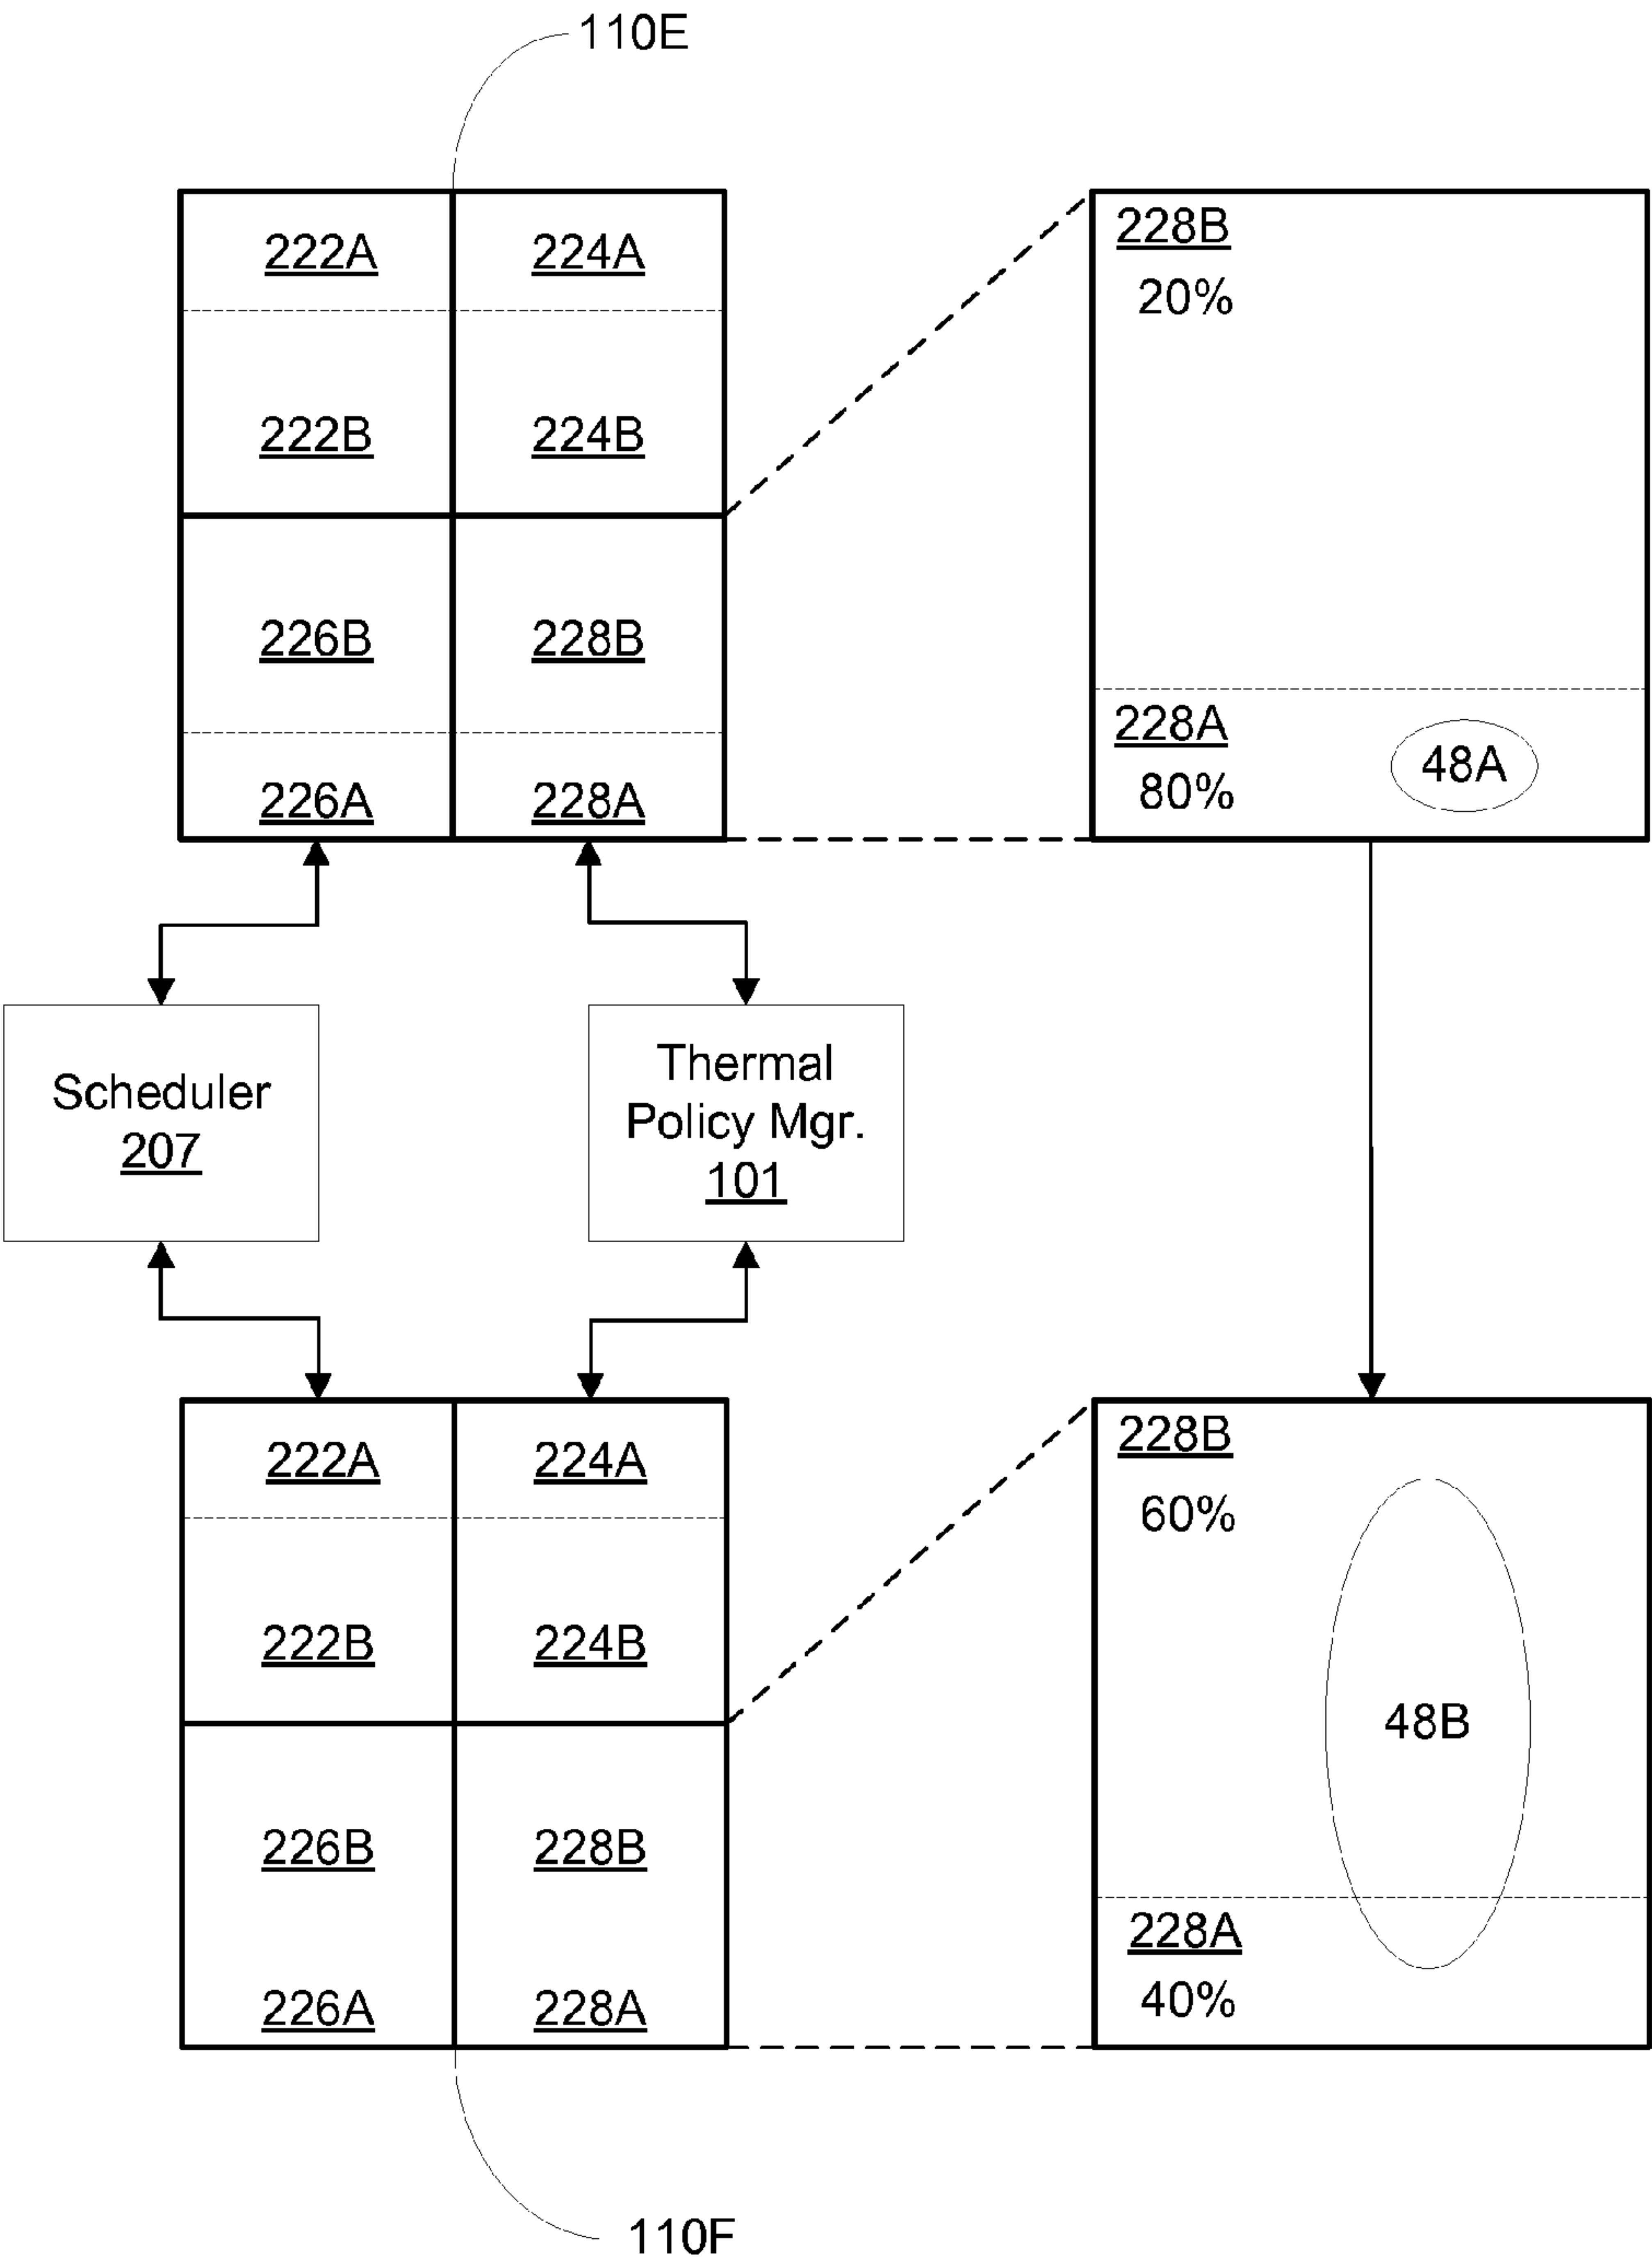 110E
222A
224A
222B
224B
226B
228B
226A
228A
228B
20%
228A
80%
48A
Scheduler
207
Thermal
Policy Mgr.
101
222A
224A
222B
224B
226B
228B
226A
228A
228B
60%
48B
228A
40%
110F